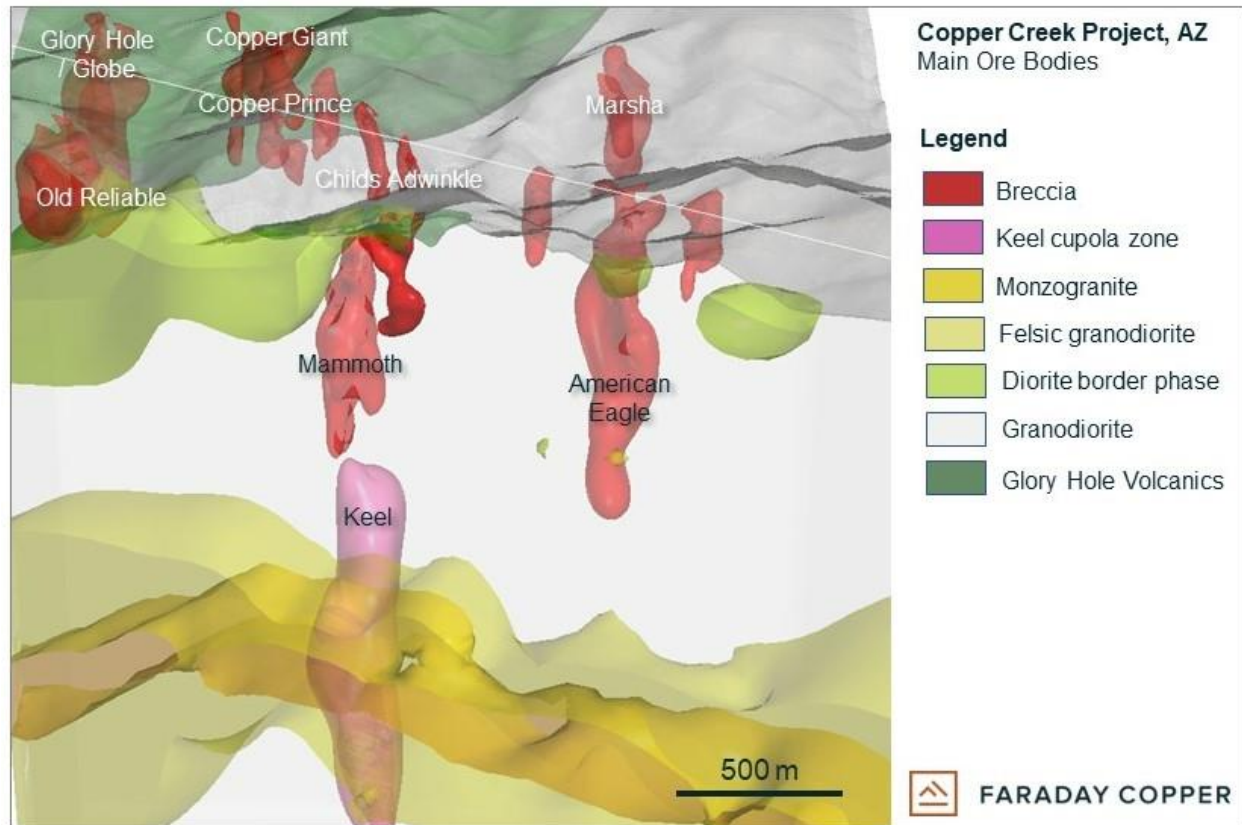 Glory Hole
/ Globe
Copper Giant
Copper Prince
Marsha
Old Reliable
Childs Adwinkle
Mammoth
American
Eagle
Keel
500 m
Copper Creek Project, AZ
Main Ore Bodies
Legend
Breccia
Keel cupola zone
Monzogranite
Felsic granodiorite
Diorite border phase
Granodiorite
Glory Hole Volcanics
FARADAY COPPER